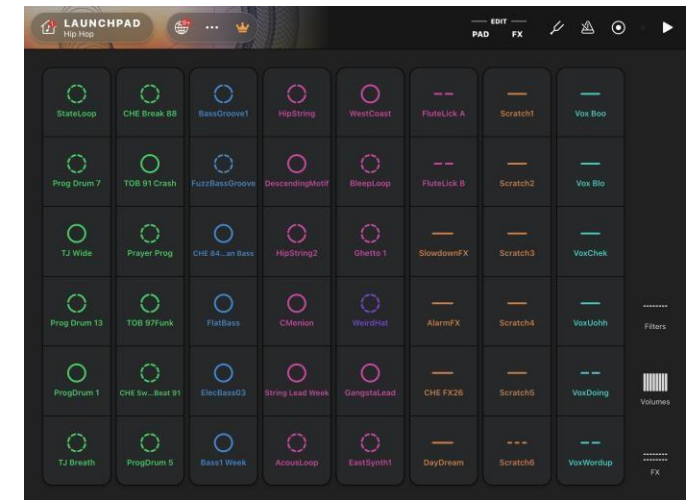 LAUNCHPAD
Hip Hop
9+
EDIT
PAD FX
StateLoop CHE Break 88 BassGroove1 HipString WestCoast FluteLick A Scratch1 Vox Boo
Prog Drum 7 TOB 91 Crash FuzzBassGroove DescendingMotif BleepLoop FluteLick B Scratch2 Vox Blo
TJ Wide Prayer Prog CHE 84...an Bass HipString2 Ghetto 1 SlowdownFX Scratch3 VoxChek
Prog Drum 13 TOB 97Funk FlatBass CMenion WeirdHat AlarmFX Scratch4 VoxUohh
Filters
ProgDrum 1 CHE Sw...Beat 91 ElecBass03 String Lead Week GangstaLead CHE FX26 Scratch5 VoxDoing
Volumes
TJ Breath ProgDrum 5 Bass1 Week AcousLoop EastSynth1 DayDream Scratch6 VoxWordup
FX